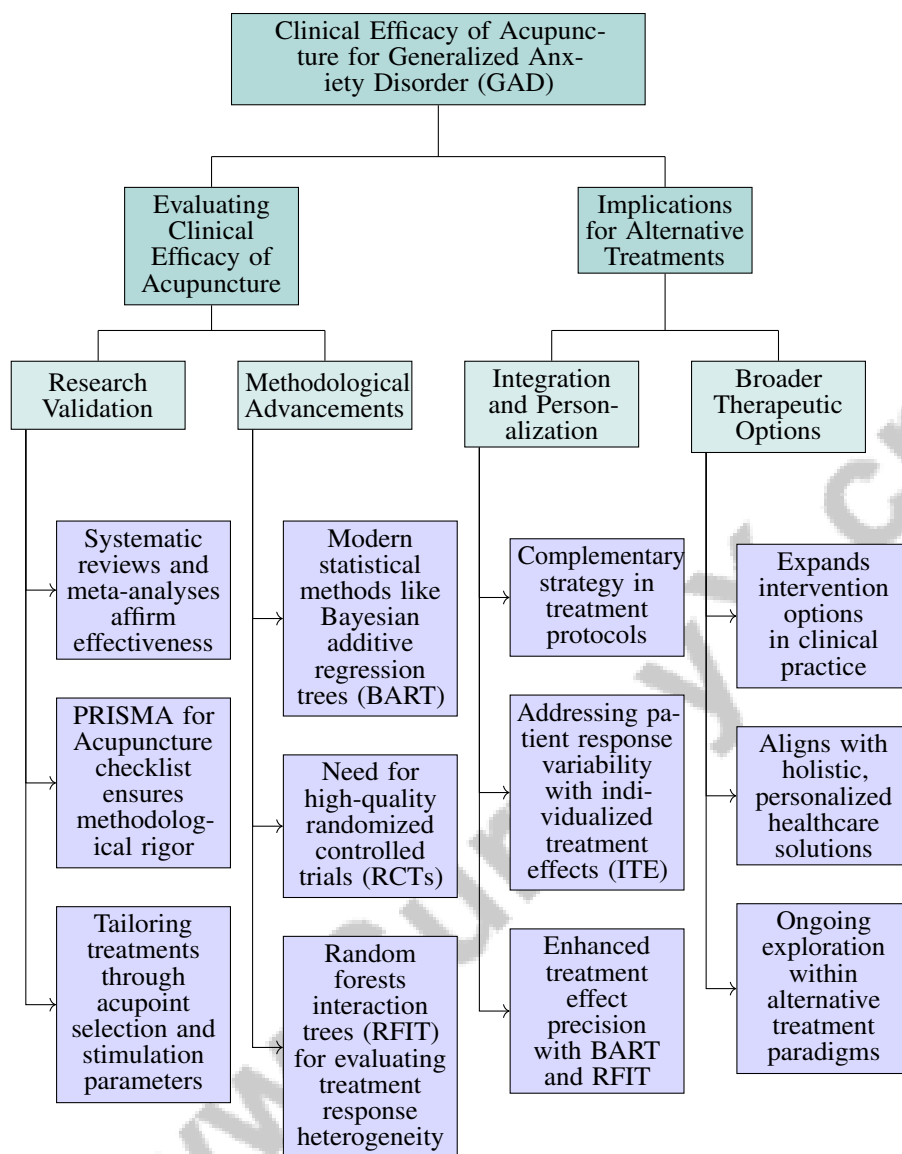 Clinical Efficacy of Acupunc-
ture for Generalized Anx-
iety Disorder (GAD)
Evaluating
Clinical
Efficacy of
Acupuncture
Implications
for Alternative
Treatments
Research
Validation
Methodological
Advancements
Integration
and Person-
alization
Broader
Therapeutic
Options
Systematic
reviews and
meta-analyses
affirm
effectiveness
PRISMA for
Acupuncture
checklist
ensures
methodolog-
ical rigor
Tailoring
treatments
through
acupoint
selection and
stimulation
parameters
Modern
statistical
methods like
Bayesian
additive
regression
trees (BART)
Need for
high-quality
randomized
controlled
trials (RCTs)
Random
forests
interaction
trees (RFIT)
for evaluating
treatment
response
heterogeneity
Complementary
strategy in
treatment
protocols
Addressing pa-
tient response
variability
with indi-
vidualized
treatment
effects (ITE)
Enhanced
treatment
effect
precision
with BART
and RFIT
Expands
intervention
options
in clinical
practice
Aligns with
holistic,
personalized
healthcare
solutions
Ongoing
exploration
within
alternative
treatment
paradigms